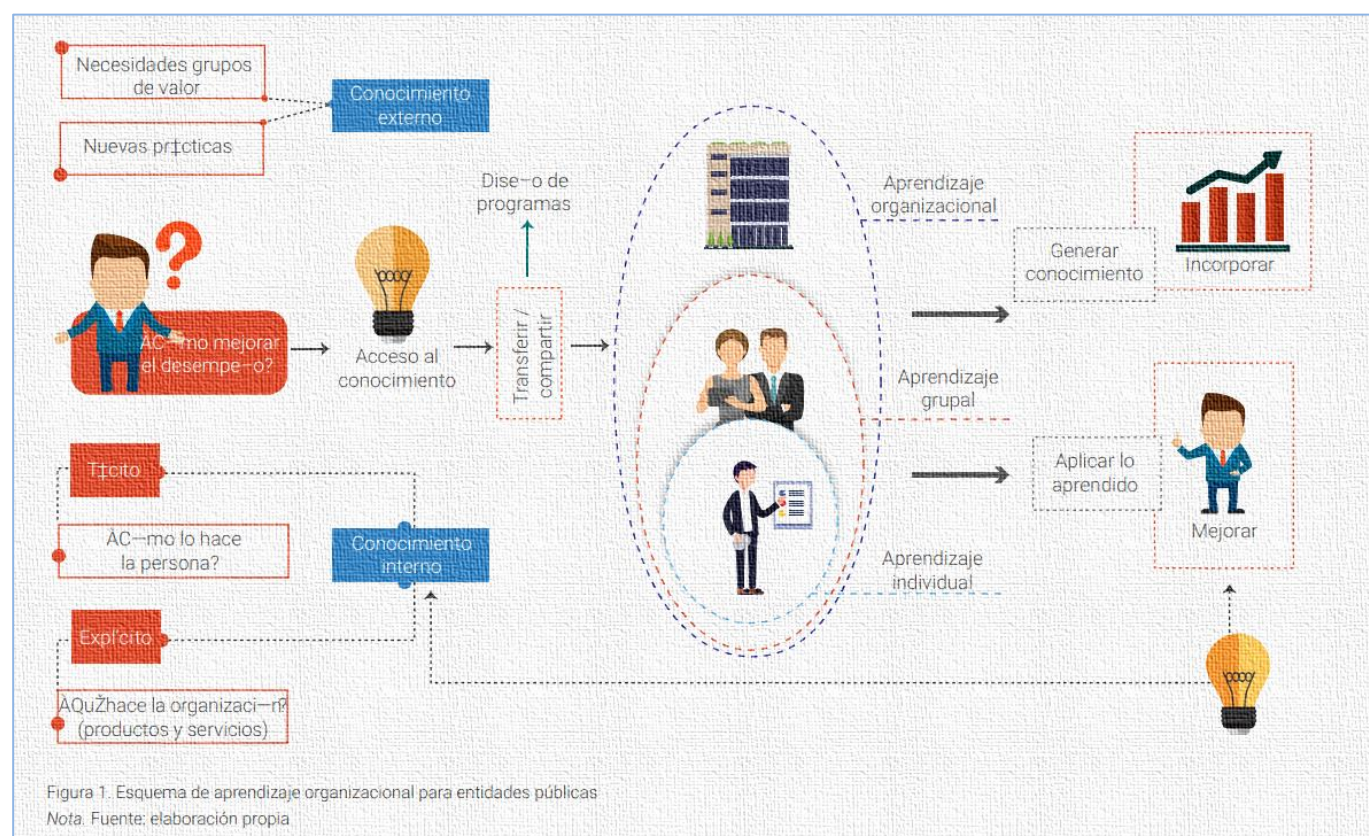 Necesidades grupos
de valor
Conocimiento
externo
Nuevas pr‡cticas
Dise–o de
programas
Aprendizaje
organizacional
Generar
conocimiento
Incorporar
?
ÀC—mo mejorar
el desempe–o?
Acceso al
conocimiento
Transferir /
compartir
Aprendizaje
grupal
T‡cito
Aplicar lo
aprendido
ÀC—mo lo hace
la persona?
Conocimiento
interno
Mejorar
Aprendizaje
individual
Expl’cito
ÀQuŽhace la organizaci—n?
(productos y servicios)
Figura 1. Esquema de aprendizaje organizacional para entidades públicas
Nota. Fuente: elaboración propia